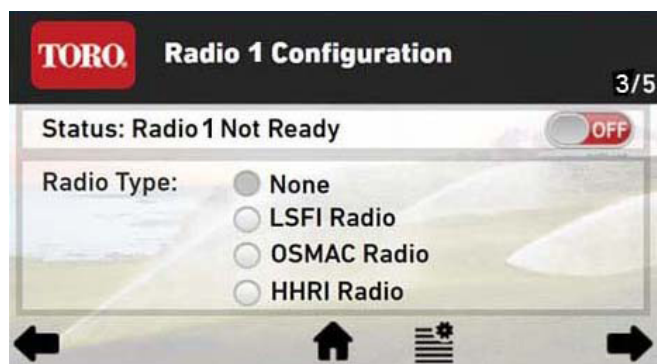 TORO.
Radio 1 Configuration
3/5
Status: Radio 1 Not Ready
OFF
Radio Type:
None
LSFI Radio
OSMAC Radio
HHRI Radio